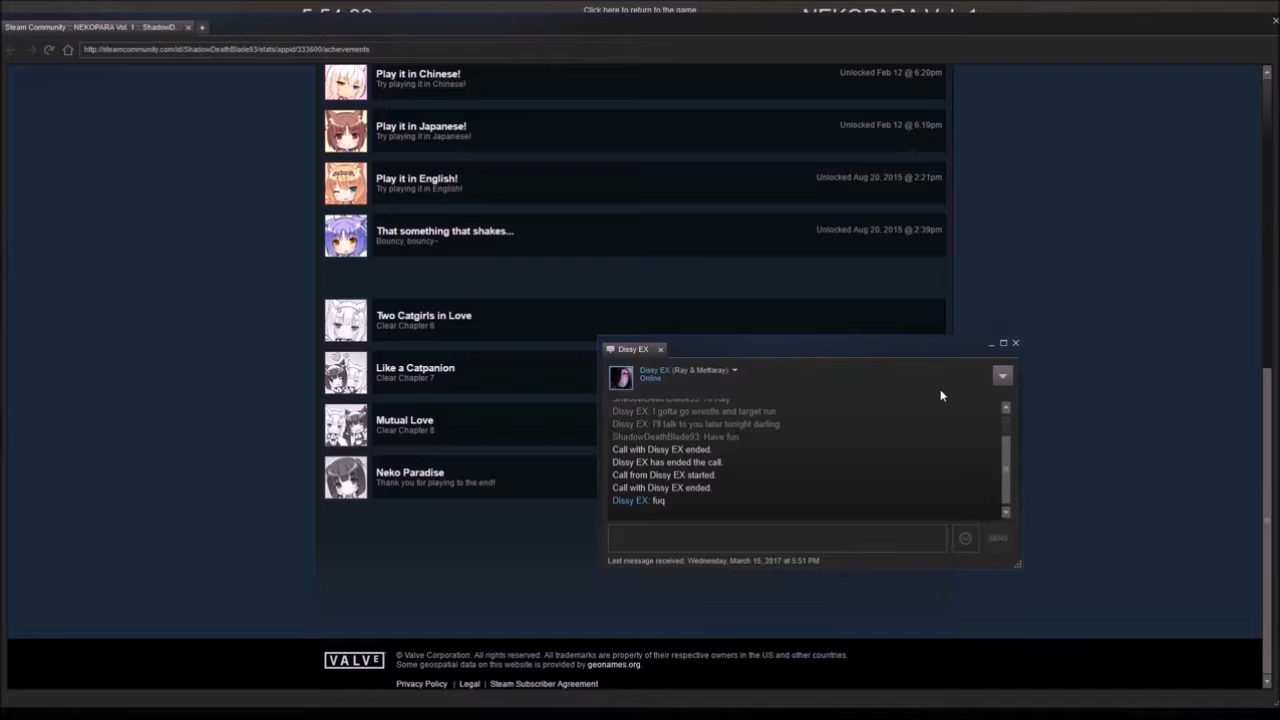 Click here to return to the game
Steam Community :: NEKOPARA Vol. 1 :: ShadowD...
http://steamcommunity.com/id/ShadowDeathBlade93/stats/appid/333600/achievements
Play it in Chinese!
Try playing it in Chinese!
Unlocked Feb 12 @ 6:20pm
Play it in Japanese!
Try playing it in Japanese!
Unlocked Feb 12 @ 6:19pm
Play it in English!
Try playing it in English!
Unlocked Aug 20, 2015 @ 2:21pm
That something that shakes...
Bouncy, bouncy~
Unlocked Aug 20, 2015 @ 2:39pm
Two Catgirls in Love
Clear Chapter 6
Like a Catpanion
Clear Chapter 7
Mutual Love
Clear Chapter 8
Neko Paradise
Thank you for playing to the end!
Dissy EX
Dissy EX (Ray & Mettaray)
Online
Dissy EX: I gotta go wrestle and target run
Dissy EX: I'll talk to you later tonight darling
ShadowDeathBlade93: Have fun
Call with Dissy EX ended.
Dissy EX has ended the call.
Call from Dissy EX started.
Call with Dissy EX ended.
Dissy EX: fuq
SEND
Last message received: Wednesday, March 15, 2017 at 5:51 PM
VALVE
© Valve Corporation. All rights reserved. All trademarks are property of their respective owners in the US and other countries.
Some geospatial data on this website is provided by geonames.org.
Privacy Policy | Legal | Steam Subscriber Agreement